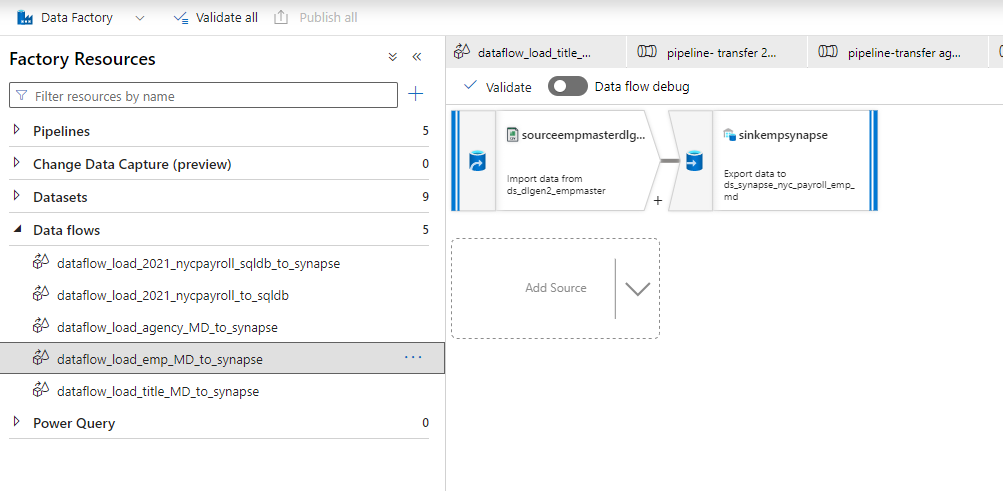 Data Factory
Validate all
Publish all
Factory Resources
Filter resources by name
Pipelines 5
Change Data Capture (preview) 0
Datasets 9
Data flows 5
dataflow_load_2021_nycpayroll_sqldb_to_synapse
dataflow_load_2021_nycpayroll_to_sqldb
dataflow_load_agency_MD_to_synapse
dataflow_load_emp_MD_to_synapse
dataflow_load_title_MD_to_synapse
Power Query 0
dataflow_load_title_...
pipeline- transfer 2...
pipeline-transfer ag...
Validate
Data flow debug
sourceempmasterdlg...
Import data from
ds_dlgen2_empmaster
+
sinkempsynapse
Export data to
ds_synapse_nyc_payroll_emp_
md
Add Source